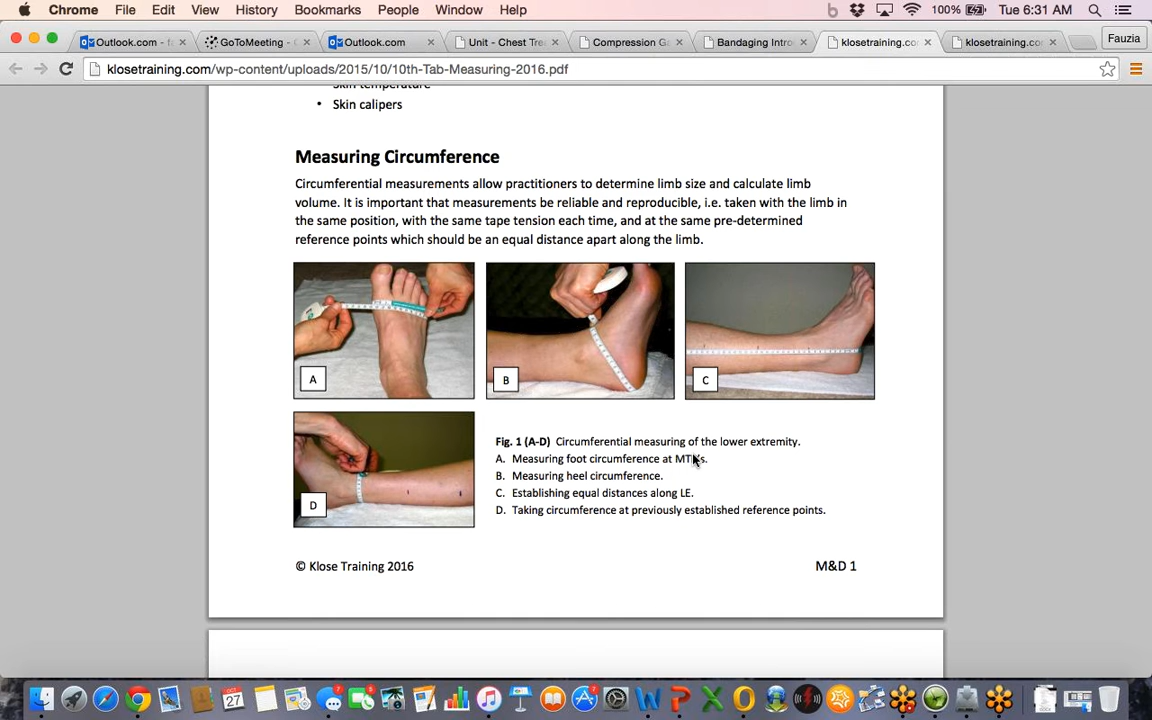 Chrome File Edit View History Bookmarks People Window Help 100% Tue 6:31 AM
Outlook.com - f GoToMeeting - Outlook.com Unit - Chest Tre Compression Ga Bandaging Intro klosetraining.co klosetraining.co Fauzia
klosetraining.com/wp-content/uploads/2015/10/10th-Tab-Measuring-2016.pdf
• Skin temperature
• Skin calipers
Measuring Circumference
Circumferential measurements allow practitioners to determine limb size and calculate limb
volume. It is important that measurements be reliable and reproducible, i.e. taken with the limb in
the same position, with the same tape tension each time, and at the same pre-determined
reference points which should be an equal distance apart along the limb.
A
B
C
D
Fig. 1 (A-D) Circumferential measuring of the lower extremity.
A. Measuring foot circumference at MTPs.
B. Measuring heel circumference.
C. Establishing equal distances along LE.
D. Taking circumference at previously established reference points.
© Klose Training 2016
M&D 1
OCT
27